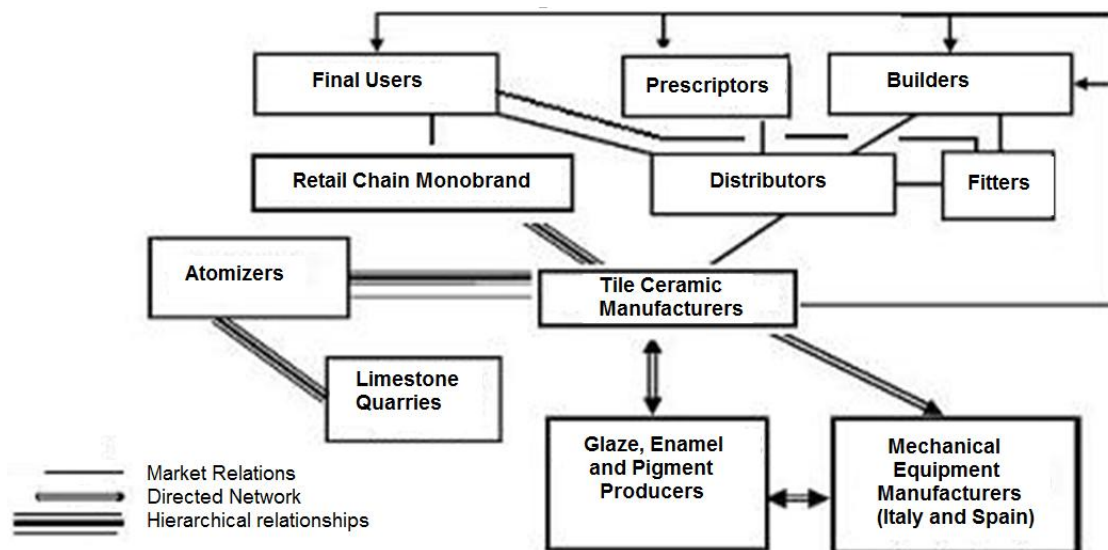 Final Users
Prescriptors
Builders
Retail Chain Monobrand
Distributors
Fitters
Atomizers
Tile Ceramic
Manufacturers
Limestone
Quarries
Glaze, Enamel
and Pigment
Producers
Mechanical
Equipment
Manufacturers
(Italy and Spain)
Market Relations
Directed Network
Hierarchical relationships